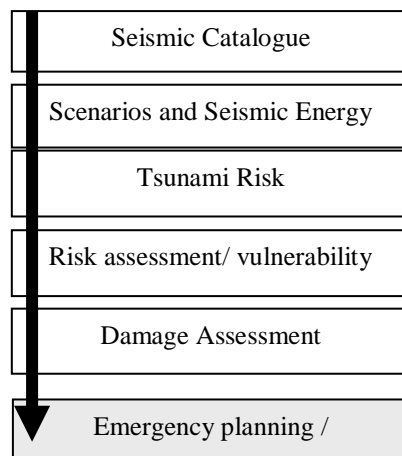 Seismic Catalogue
Scenarios and Seismic Energy
Tsunami Risk
Risk assessment/ vulnerability
Damage Assessment
Emergency planning /